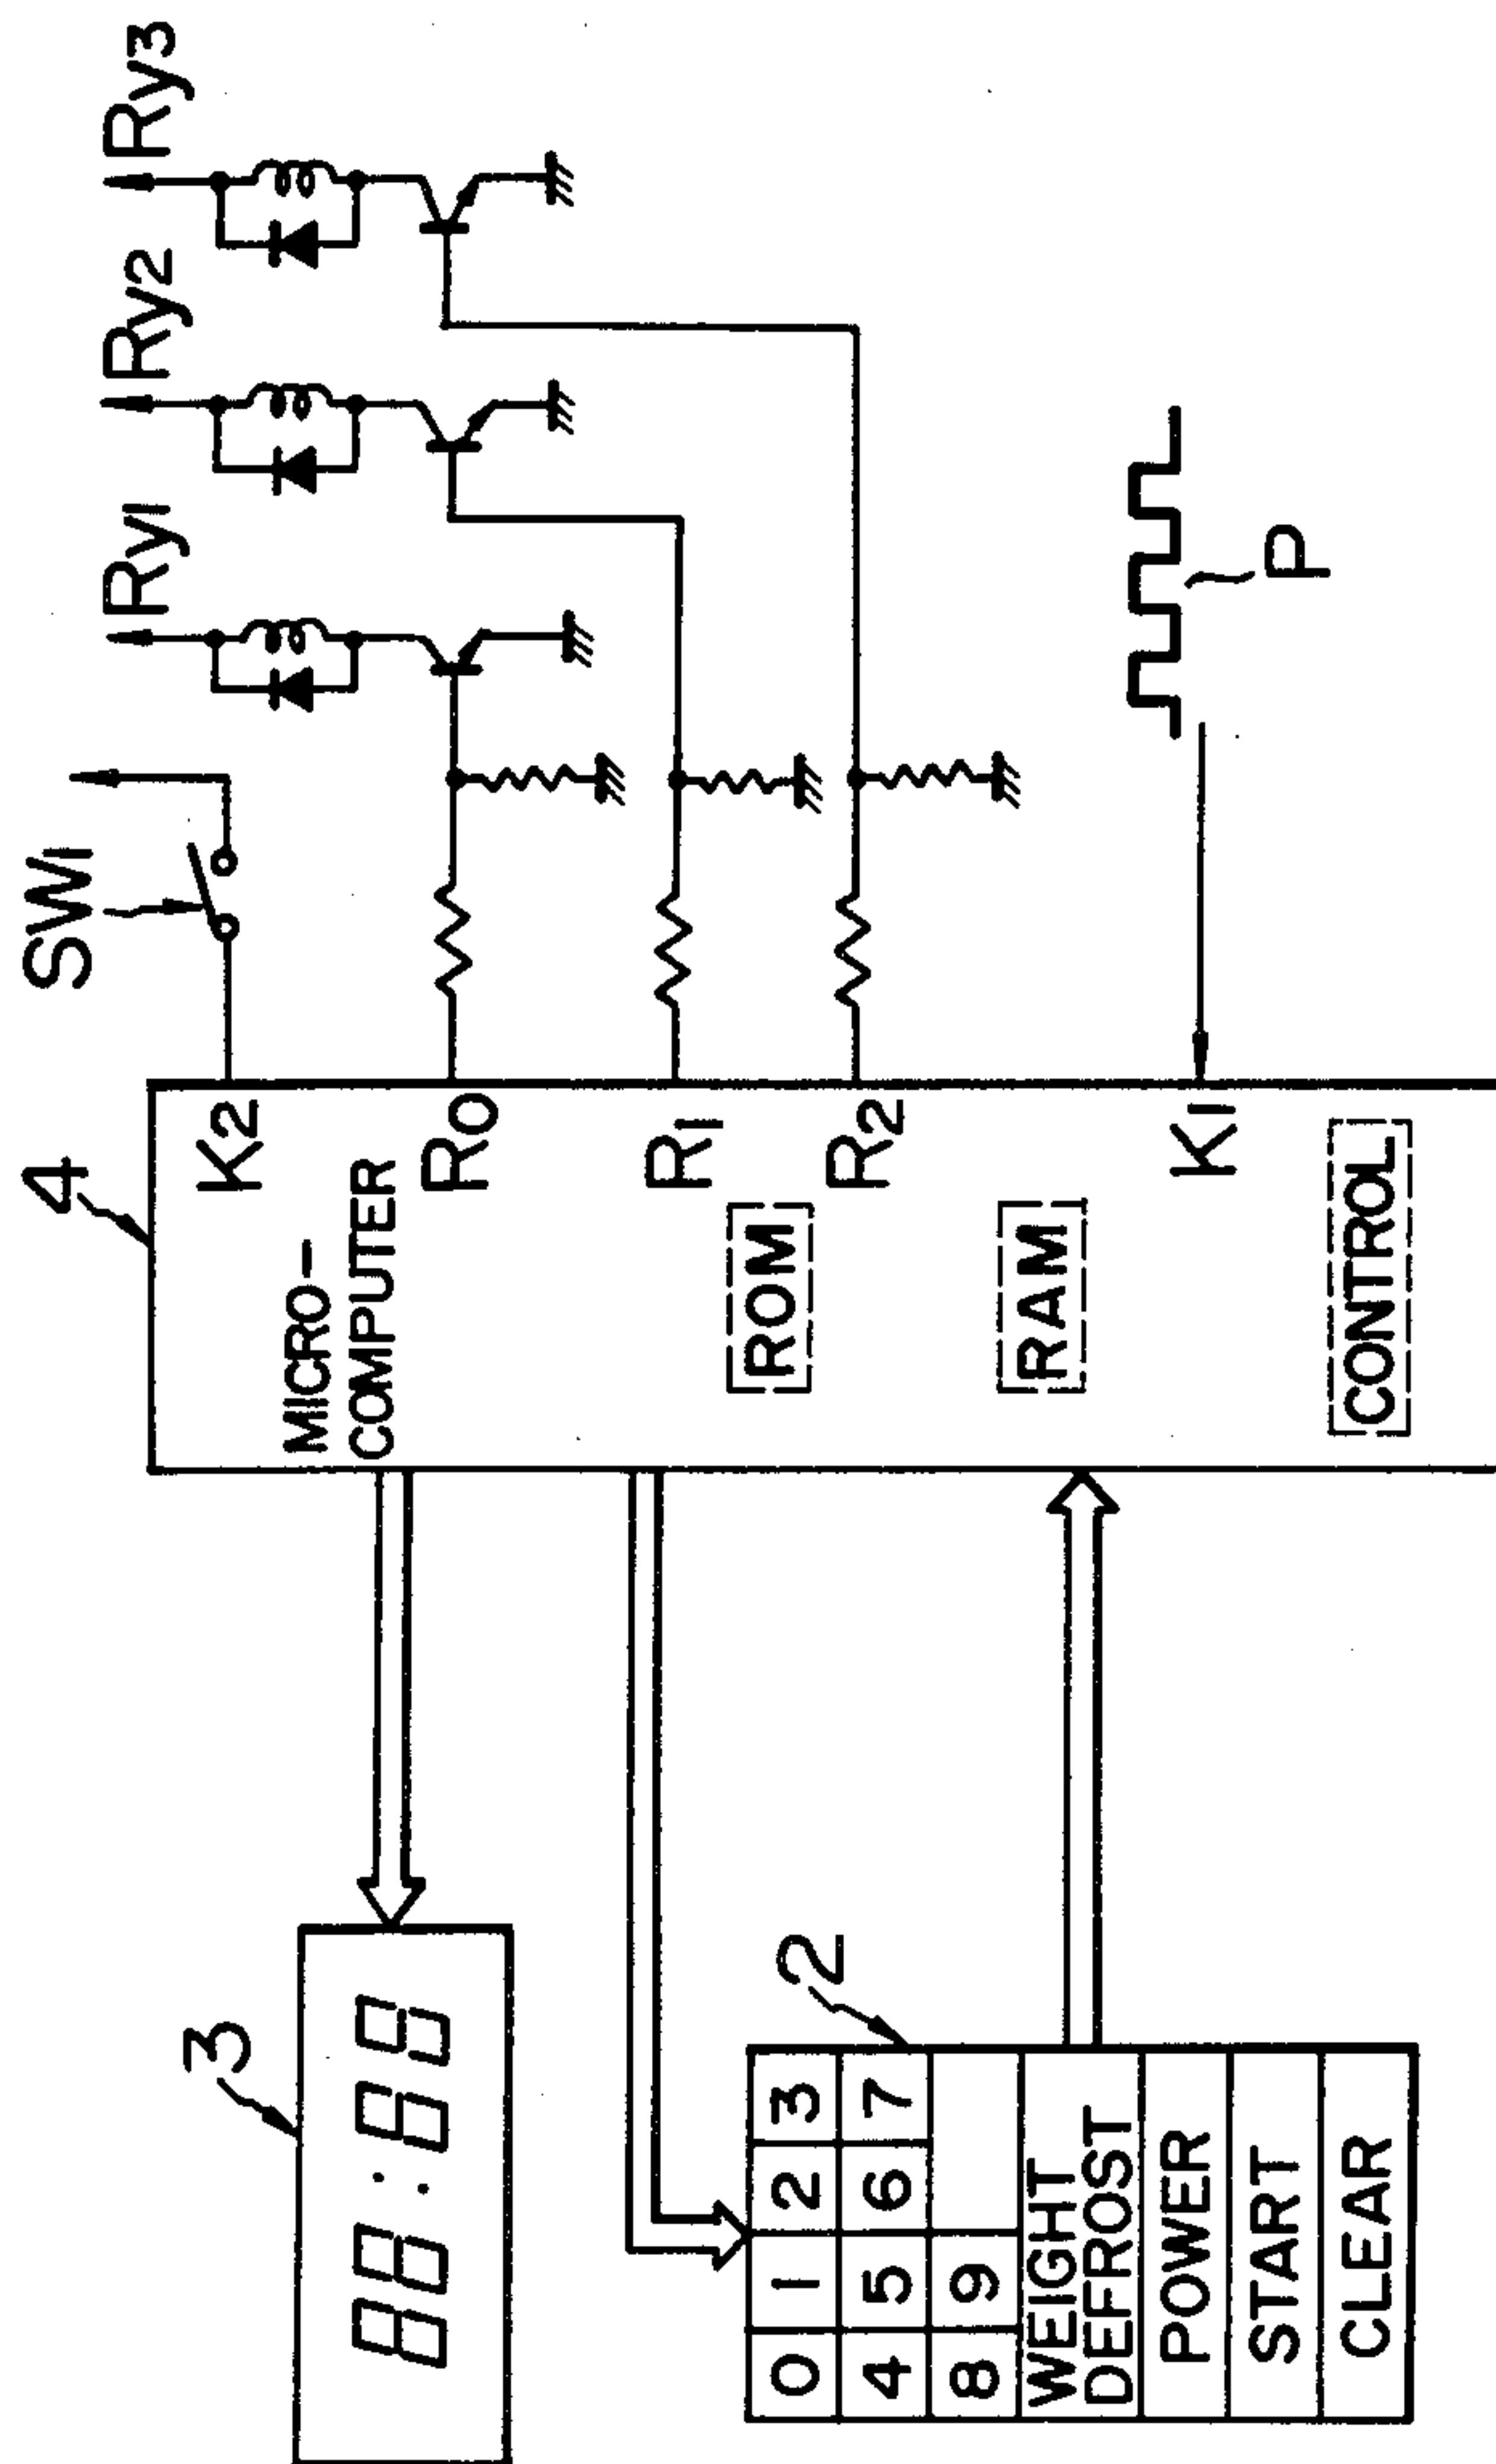 3
2
0 1 2 3
4 5 6 7
8 9
WEIGHT
DEFROST
POWER
START
CLEAR
88:88
4
MICRO-
COMPUTER
ROM
RAM
CONTROL
K2
R0
R1
R2
K1
SW1
Ry1
Ry2
Ry3
P